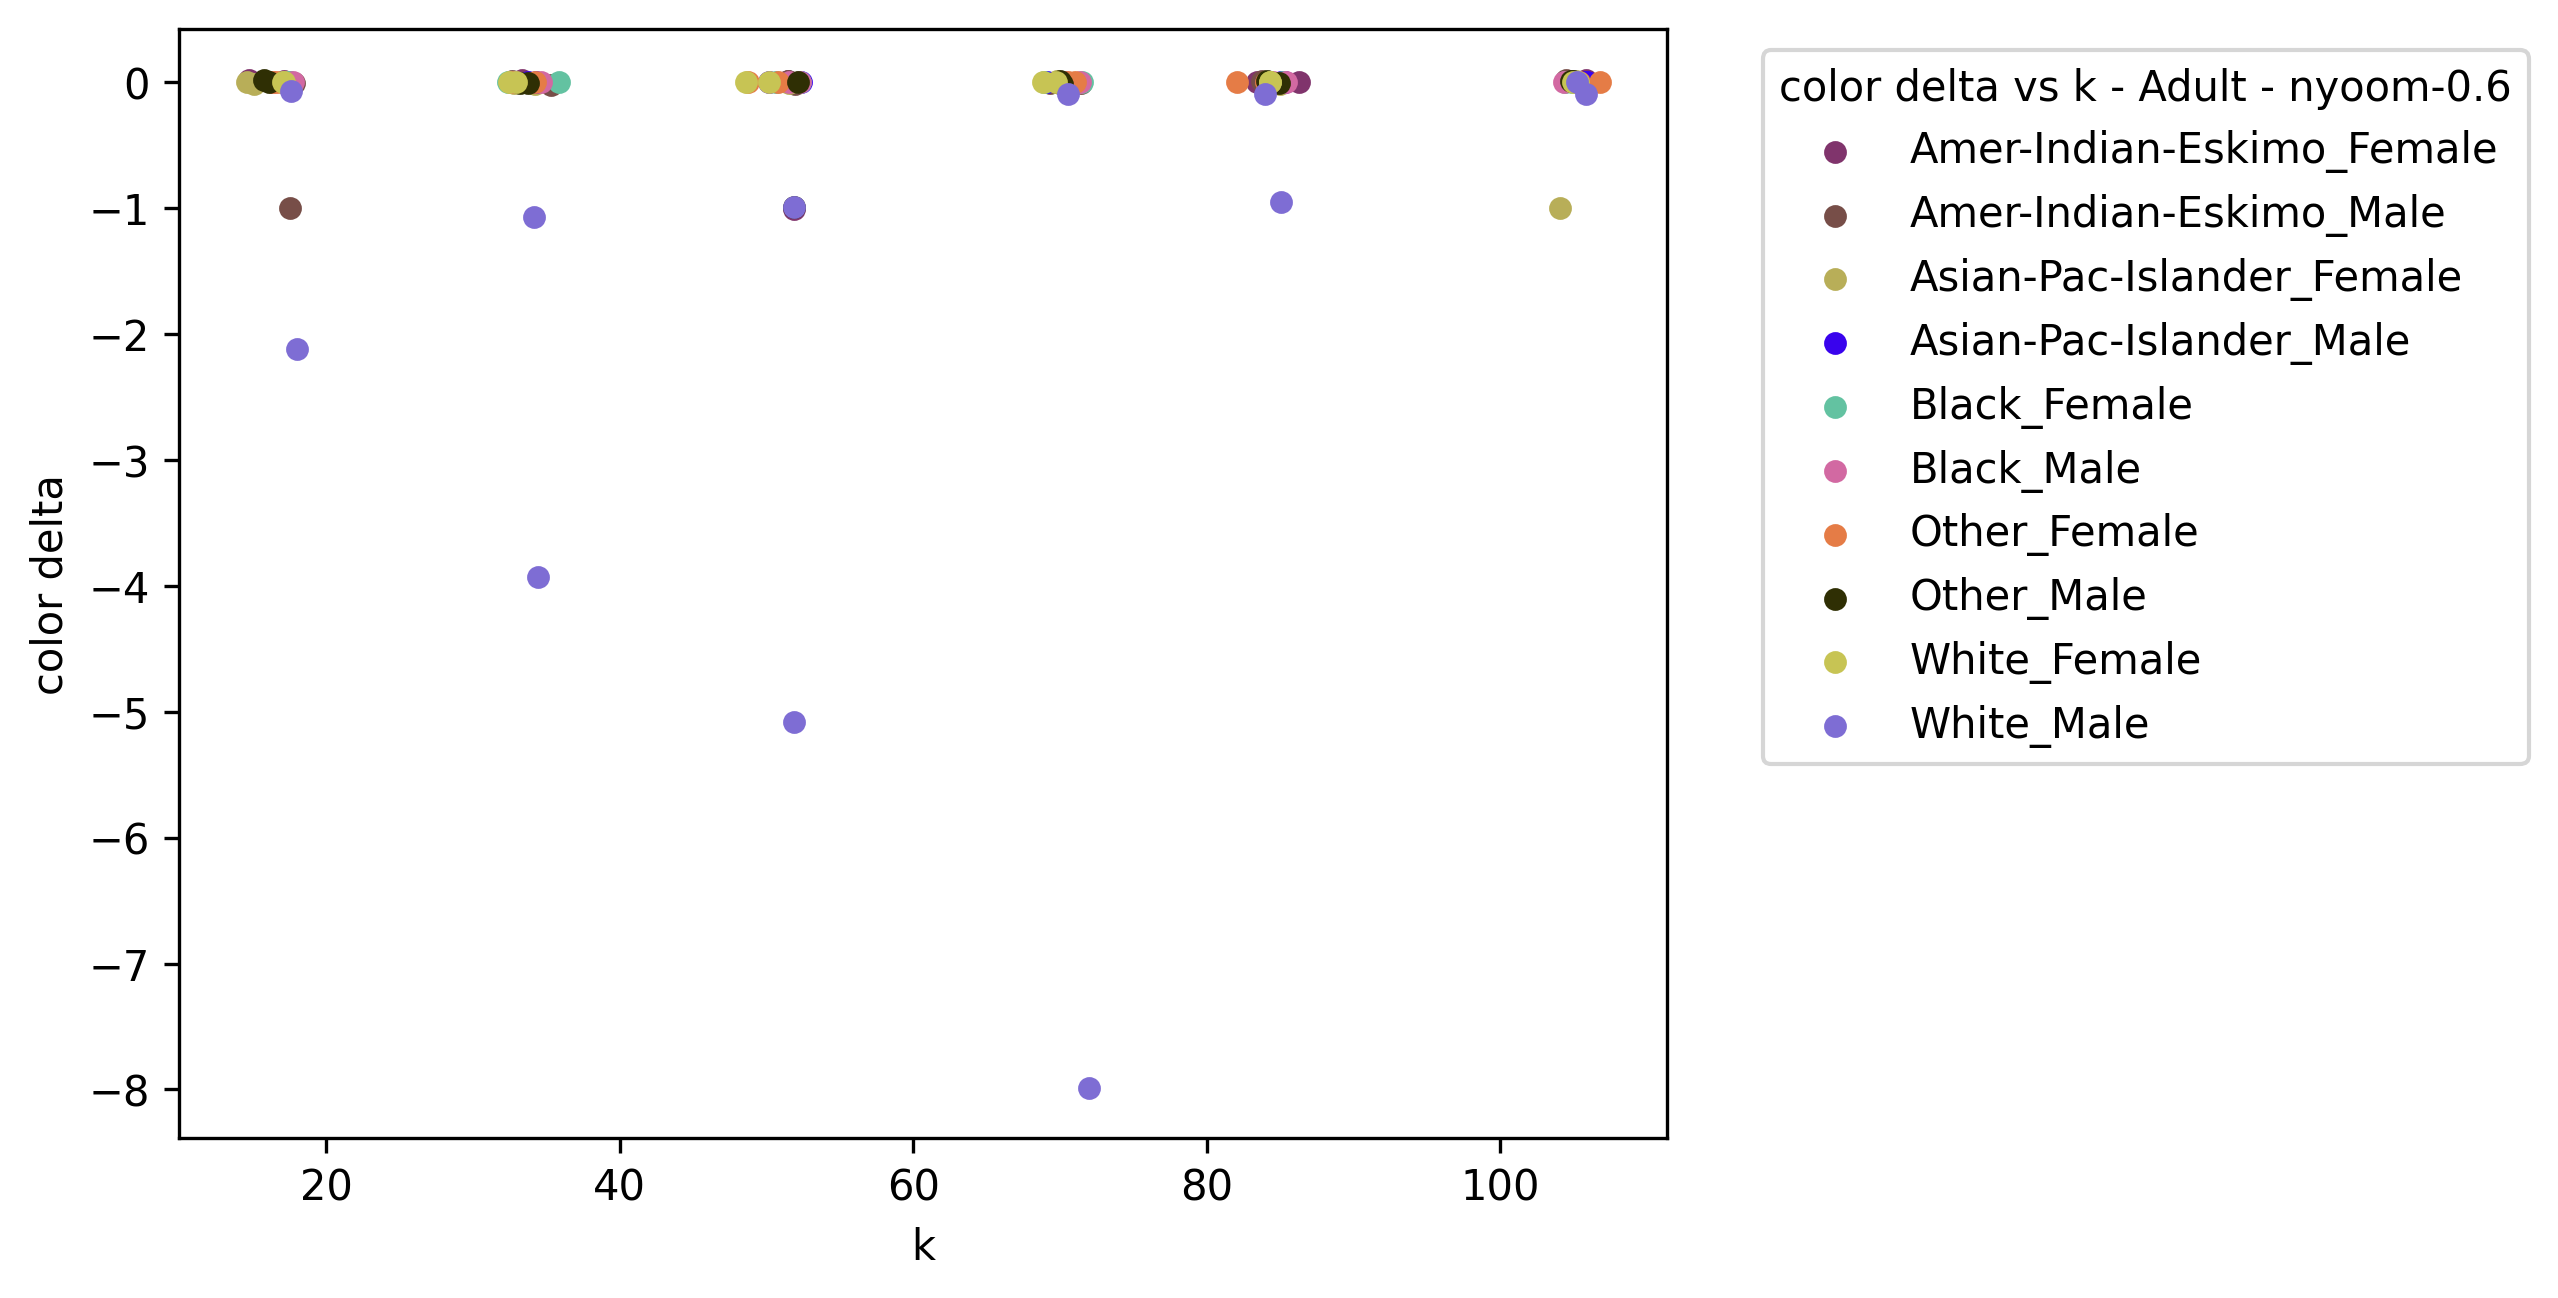 color delta vs k - Adult - nyoom-0.6
Amer-Indian-Eskimo_Female
Amer-Indian-Eskimo_Male
Asian-Pac-Islander_Female
Asian-Pac-Islander_Male
Black_Female
Black_Male
Other_Female
Other_Male
White_Female
White_Male
color delta
0
−1
−2
−3
−4
−5
−6
−7
−8
20 40 60 80 100
k